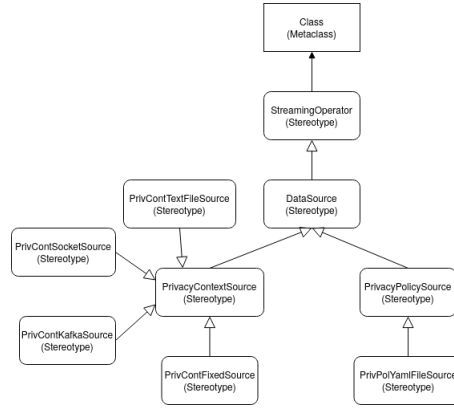 Class
(Metaclass)
StreamingOperator
(Stereotype)
PrivContTextFileSource
(Stereotype)
DataSource
(Stereotype)
PrivContSocketSource
(Stereotype)
PrivacyContextSource
(Stereotype)
PrivacyPolicySource
(Stereotype)
PrivContKafkaSource
(Stereotype)
PrivContFixedSource
(Stereotype)
PrivPolYamlFileSource
(Stereotype)